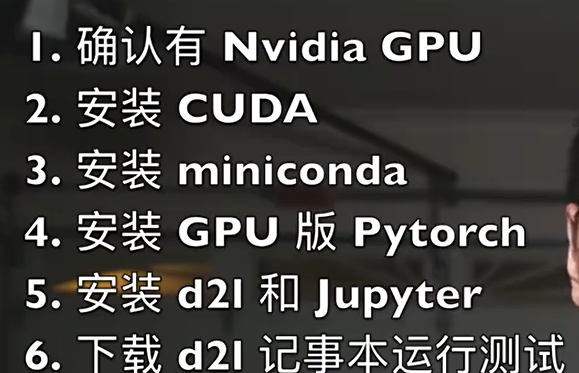 1. 确认有 Nvidia GPU
2. 安装 CUDA
3. 安装 miniconda
4. 安装 GPU 版 Pytorch
5. 安装 d2l 和 Jupyter
6. 下载 d2l 记事本运行测试